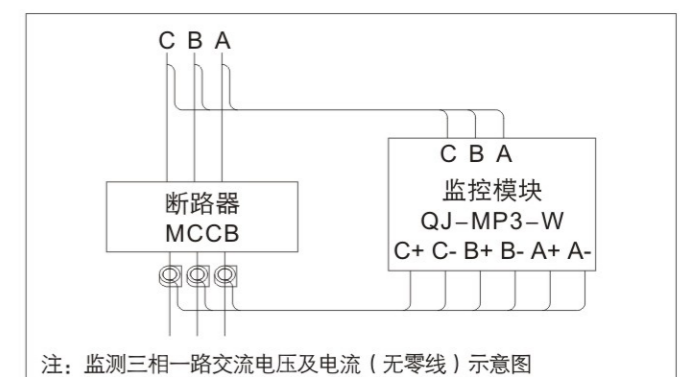 C B A
C B A
监控模块
QJ-MP3-W
C+ C- B+ B- A+ A-
断路器
MCCB
注：监测三相一路交流电压及电流（无零线）示意图